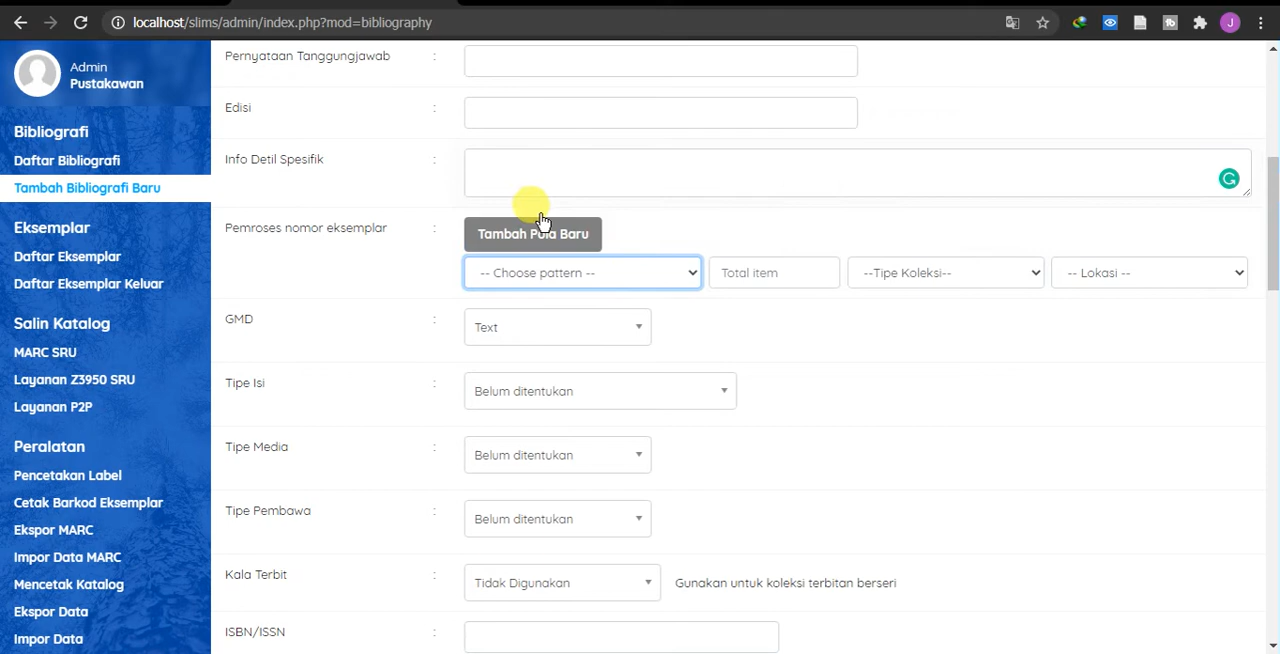 localhost/slims/admin/index.php?mod=bibliography
J
Admin
Pustakawan
Bibliografi
Daftar Bibliografi
Tambah Bibliografi Baru
Eksemplar
Daftar Eksemplar
Daftar Eksemplar Keluar
Salin Katalog
MARC SRU
Layanan Z3950 SRU
Layanan P2P
Peralatan
Pencetakan Label
Cetak Barkod Eksemplar
Ekspor MARC
Impor Data MARC
Mencetak Katalog
Ekspor Data
Impor Data
Pernyataan Tanggungjawab :
Edisi :
Info Detil Spesifik :
Pemroses nomor eksemplar : Tambah Pola Baru
-- Choose pattern -- Total item --Tipe Koleksi-- -- Lokasi --
GMD : Text
Tipe Isi : Belum ditentukan
Tipe Media : Belum ditentukan
Tipe Pembawa : Belum ditentukan
Kala Terbit : Tidak Digunakan Gunakan untuk koleksi terbitan berseri
ISBN/ISSN :